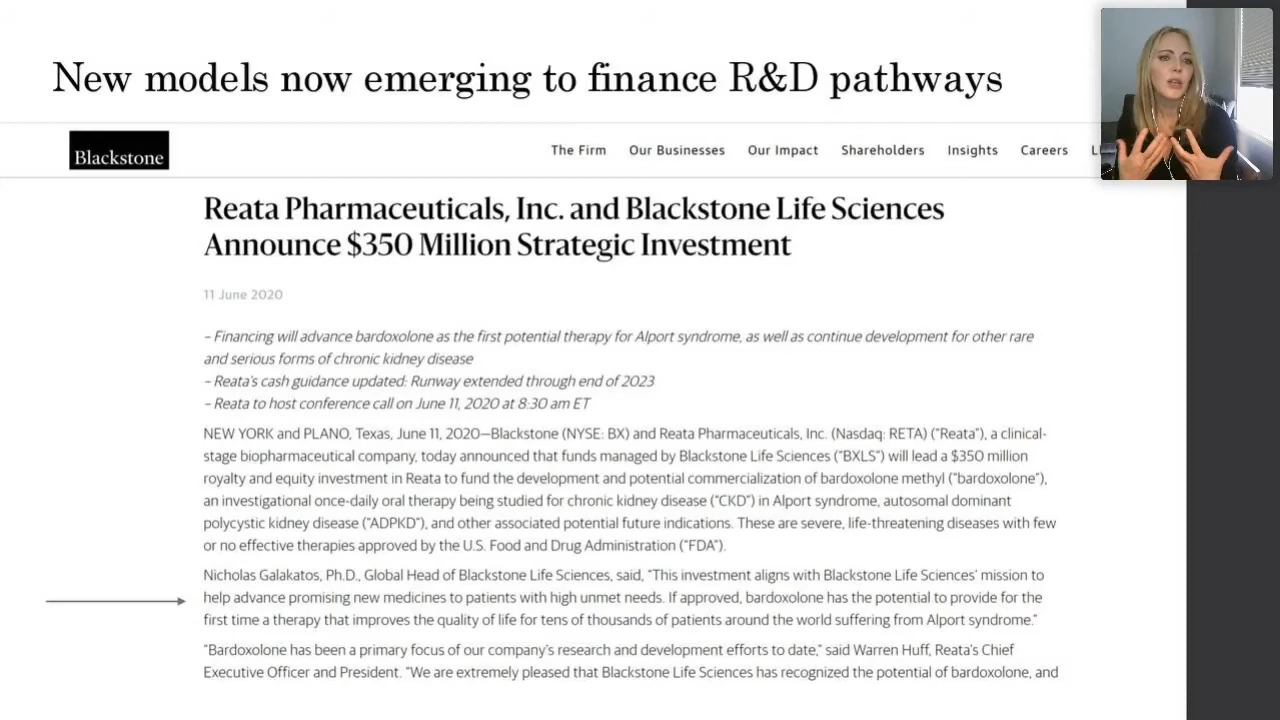 New models now emerging to finance R&D pathways
Blackstone
The Firm Our Businesses Our Impact Shareholders Insights Careers
Reata Pharmaceuticals, Inc. and Blackstone Life Sciences
Announce $350 Million Strategic Investment
11 June 2020
– Financing will advance bardoxolone as the first potential therapy for Alport syndrome, as well as continue development for other rare
and serious forms of chronic kidney disease
– Reata's cash guidance updated: Runway extended through end of 2023
– Reata to host conference call on June 11, 2020 at 8:30 am ET
NEW YORK and PLANO, Texas, June 11, 2020—Blackstone (NYSE: BX) and Reata Pharmaceuticals, Inc. (Nasdaq: RETA) ("Reata"), a clinical-
stage biopharmaceutical company, today announced that funds managed by Blackstone Life Sciences ("BXLS") will lead a $350 million
royalty and equity investment in Reata to fund the development and potential commercialization of bardoxolone methyl ("bardoxolone"),
an investigational once-daily oral therapy being studied for chronic kidney disease ("CKD") in Alport syndrome, autosomal dominant
polycystic kidney disease ("ADPKD"), and other associated potential future indications. These are severe, life-threatening diseases with few
or no effective therapies approved by the U.S. Food and Drug Administration ("FDA").
Nicholas Galakatos, Ph.D., Global Head of Blackstone Life Sciences, said, "This investment aligns with Blackstone Life Sciences' mission to
help advance promising new medicines to patients with high unmet needs. If approved, bardoxolone has the potential to provide for the
first time a therapy that improves the quality of life for tens of thousands of patients around the world suffering from Alport syndrome."
"Bardoxolone has been a primary focus of our company's research and development efforts to date," said Warren Huff, Reata's Chief
Executive Officer and President. "We are extremely pleased that Blackstone Life Sciences has recognized the potential of bardoxolone, and